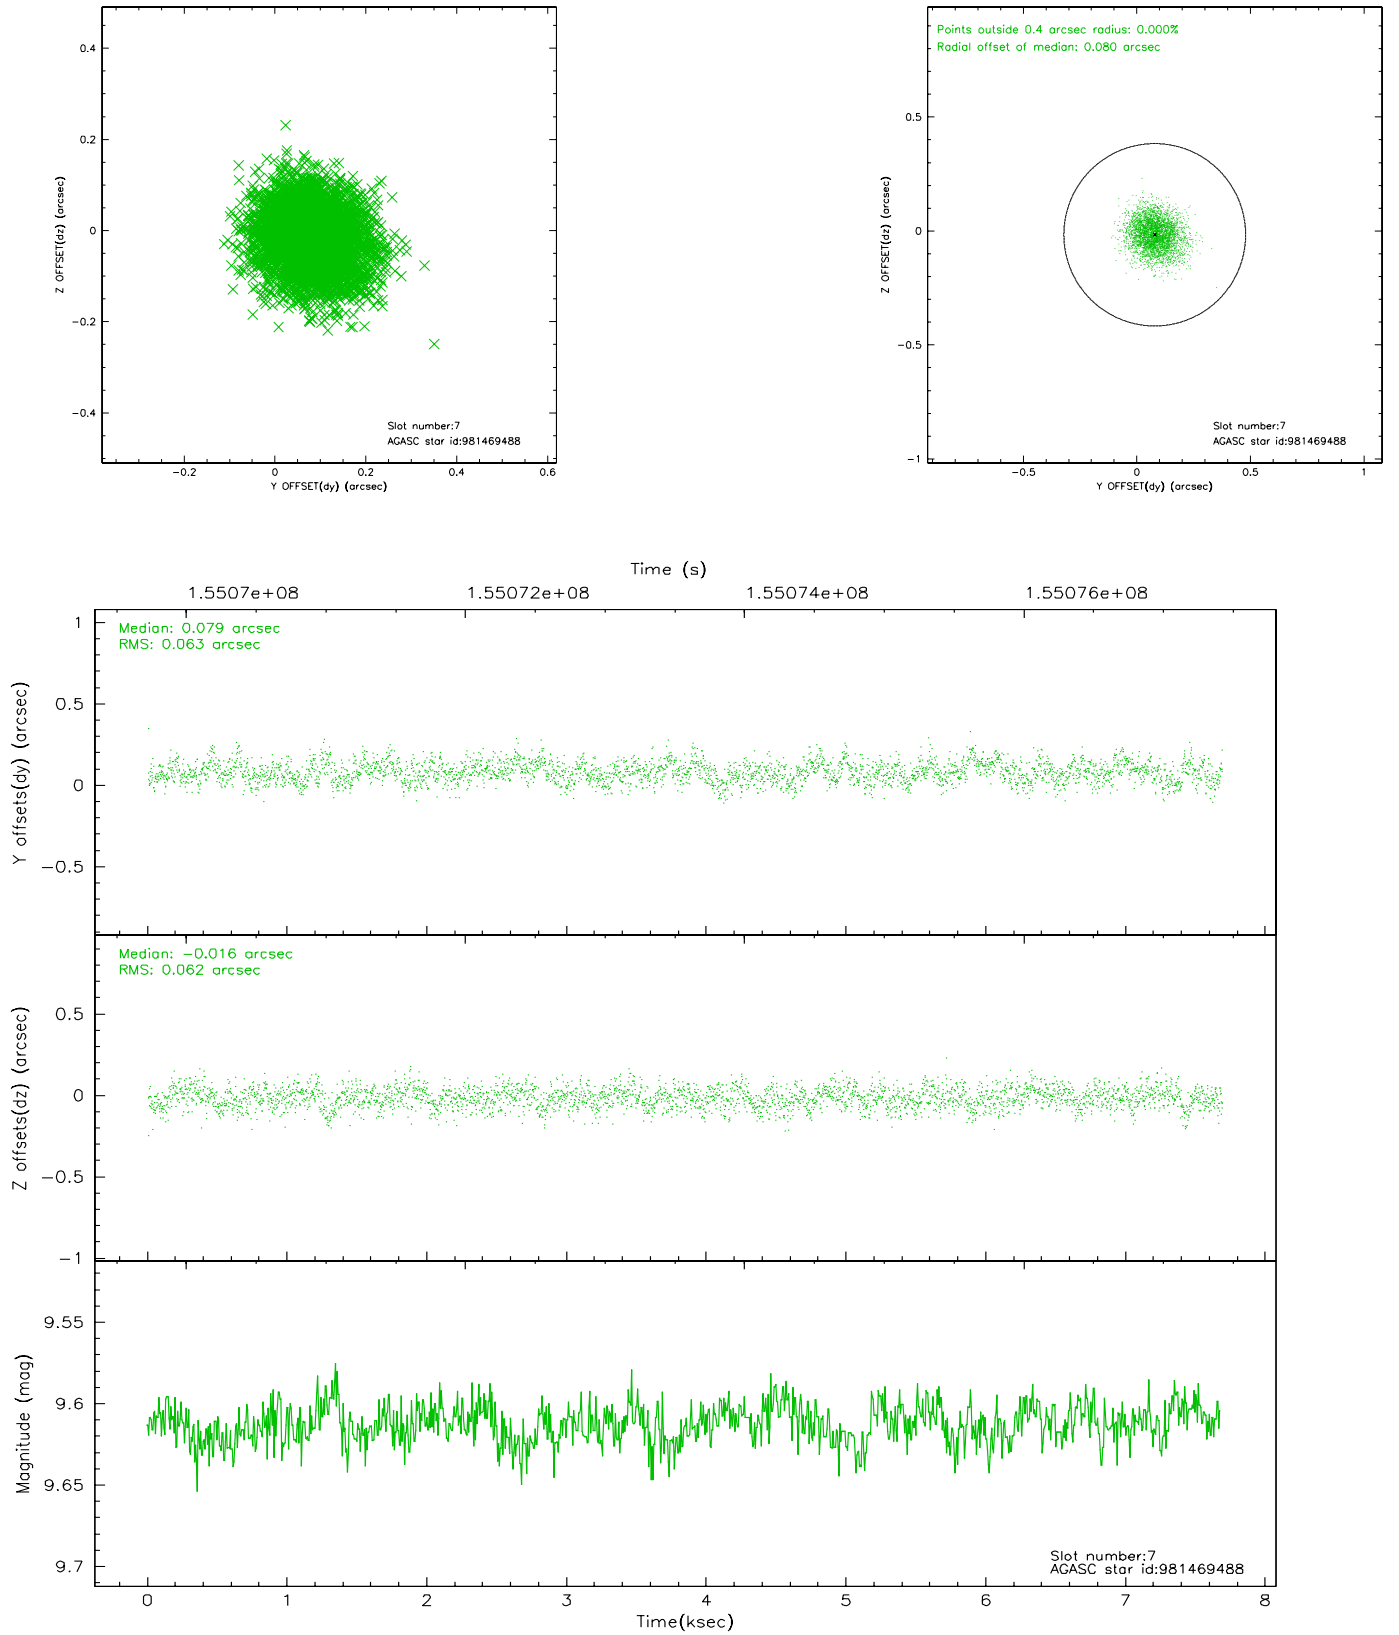 0.4
0.2
0
−0.2
−0.4
Z OFFSET(dz) (arcsec)
Slot number:7
AGASC star id:981469488
−0.2 0 0.2 0.4 0.6
Y OFFSET(dy) (arcsec)
Points outside 0.4 arcsec radius: 0.000%
Radial offset of median: 0.080 arcsec
0.5
0
−0.5
−1
Z OFFSET(dz) (arcsec)
Slot number:7
AGASC star id:981469488
−0.5 0 0.5 1
Y OFFSET(dy) (arcsec)
Time (s)
1.5507e+08 1.55072e+08 1.55074e+08 1.55076e+08
Median: 0.079 arcsec
RMS: 0.063 arcsec
1
0.5
0
−0.5
Y offsets(dy) (arcsec)
Median: −0.016 arcsec
RMS: 0.062 arcsec
0.5
0
−0.5
−1
Z offsets(dz) (arcsec)
9.55
9.6
9.65
9.7
Magnitude (mag)
Slot number:7
AGASC star id:981469488
0 1 2 3 4 5 6 7 8
Time(ksec)